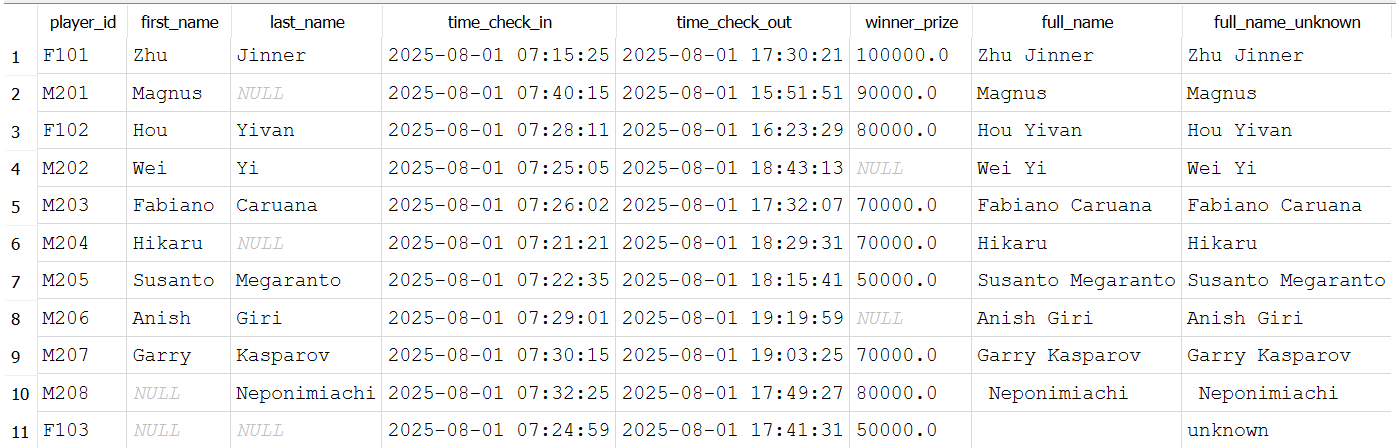 player_id first_name last_name time_check_in time_check_out winner_prize full_name full_name_unknown
1 F101 Zhu Jinner 2025-08-01 07:15:25 2025-08-01 17:30:21 100000.0 Zhu Jinner Zhu Jinner
2 M201 Magnus NULL 2025-08-01 07:40:15 2025-08-01 15:51:51 90000.0 Magnus Magnus
3 F102 Hou Yivan 2025-08-01 07:28:11 2025-08-01 16:23:29 80000.0 Hou Yivan Hou Yivan
4 M202 Wei Yi 2025-08-01 07:25:05 2025-08-01 18:43:13 NULL Wei Yi Wei Yi
5 M203 Fabiano Caruana 2025-08-01 07:26:02 2025-08-01 17:32:07 70000.0 Fabiano Caruana Fabiano Caruana
6 M204 Hikaru NULL 2025-08-01 07:21:21 2025-08-01 18:29:31 70000.0 Hikaru Hikaru
7 M205 Susanto Megaranto 2025-08-01 07:22:35 2025-08-01 18:15:41 50000.0 Susanto Megaranto Susanto Megaranto
8 M206 Anish Giri 2025-08-01 07:29:01 2025-08-01 19:19:59 NULL Anish Giri Anish Giri
9 M207 Garry Kasparov 2025-08-01 07:30:15 2025-08-01 19:03:25 70000.0 Garry Kasparov Garry Kasparov
10 M208 NULL Neponimiachi 2025-08-01 07:32:25 2025-08-01 17:49:27 80000.0 Neponimiachi Neponimiachi
11 F103 NULL NULL 2025-08-01 07:24:59 2025-08-01 17:41:31 50000.0 unknown